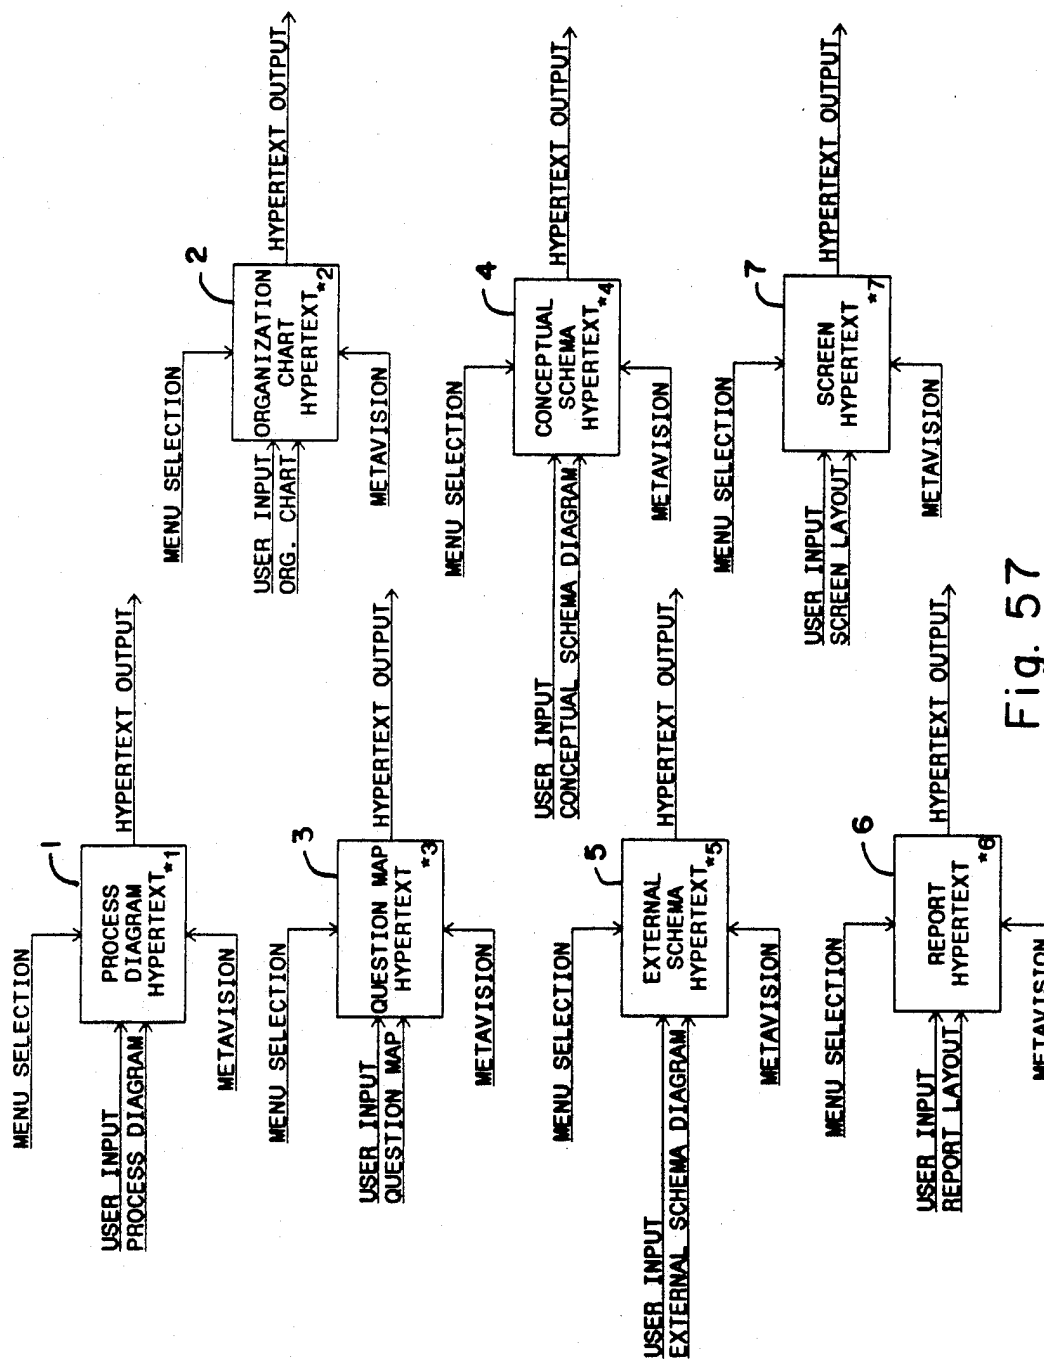 MENU SELECTION
1
USER INPUT
PROCESS DIAGRAM
PROCESS
DIAGRAM
HYPERTEXT
*1
HYPERTEXT OUTPUT
METAVISION
MENU SELECTION
2
USER INPUT
ORG. CHART
ORGANIZATION
CHART
HYPERTEXT
*2
HYPERTEXT OUTPUT
METAVISION
MENU SELECTION
3
USER INPUT
QUESTION MAP
QUESTION MAP
HYPERTEXT
*3
HYPERTEXT OUTPUT
METAVISION
MENU SELECTION
4
USER INPUT
CONCEPTUAL SCHEMA DIAGRAM
CONCEPTUAL
SCHEMA
HYPERTEXT
*4
HYPERTEXT OUTPUT
METAVISION
MENU SELECTION
5
USER INPUT
EXTERNAL SCHEMA DIAGRAM
EXTERNAL
SCHEMA
HYPERTEXT
*5
HYPERTEXT OUTPUT
METAVISION
MENU SELECTION
6
USER INPUT
REPORT LAYOUT
REPORT
HYPERTEXT
*6
HYPERTEXT OUTPUT
METAVISION
MENU SELECTION
7
USER INPUT
SCREEN LAYOUT
SCREEN
HYPERTEXT
*7
HYPERTEXT OUTPUT
METAVISION
Fig. 57